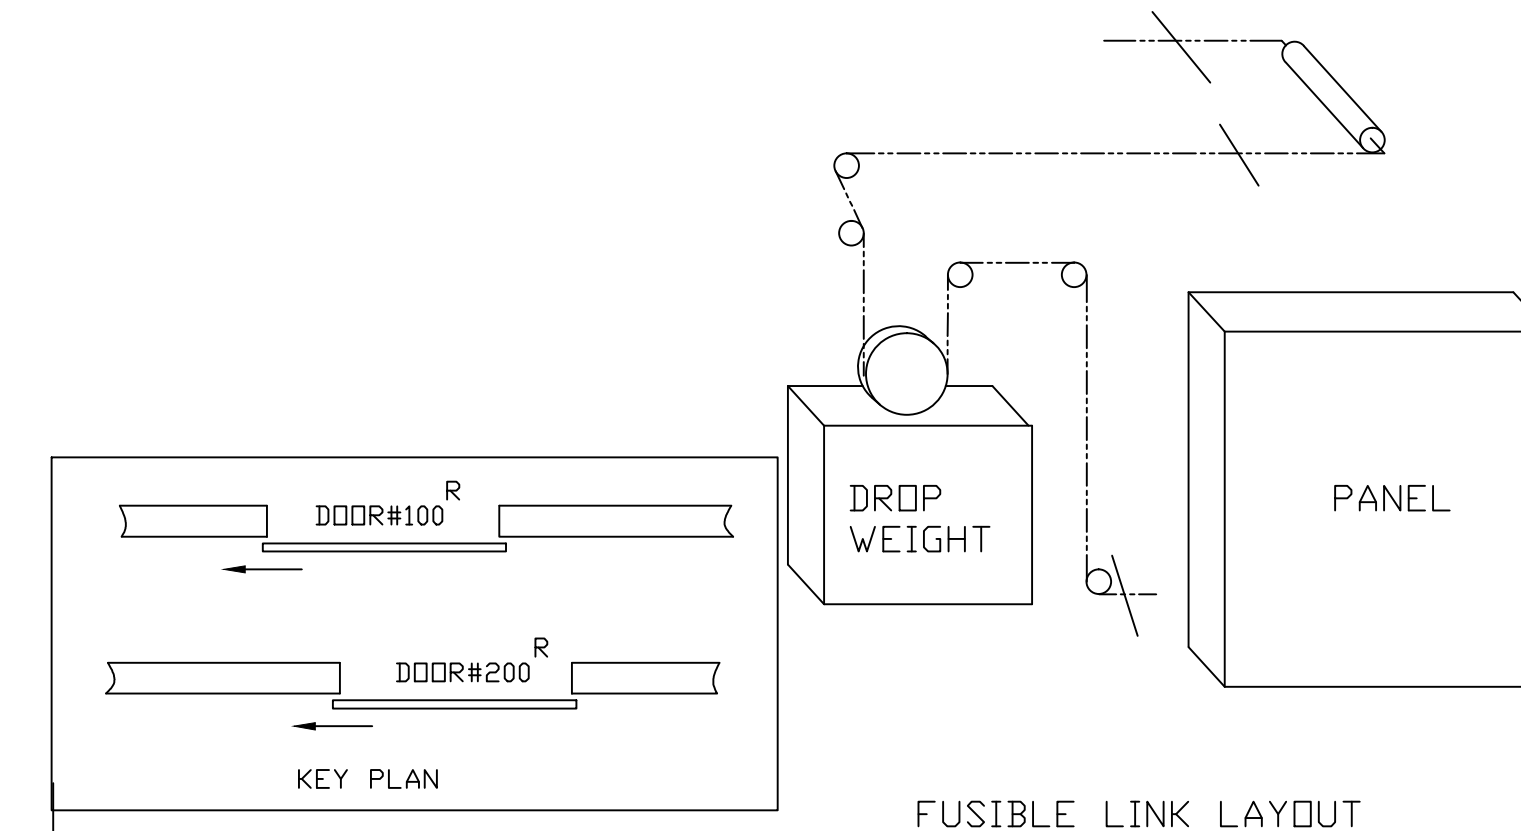 R
DOOR#100
R
DOOR#200
KEY PLAN
DROP
WEIGHT
PANEL
FUSIBLE LINK LAYOUT